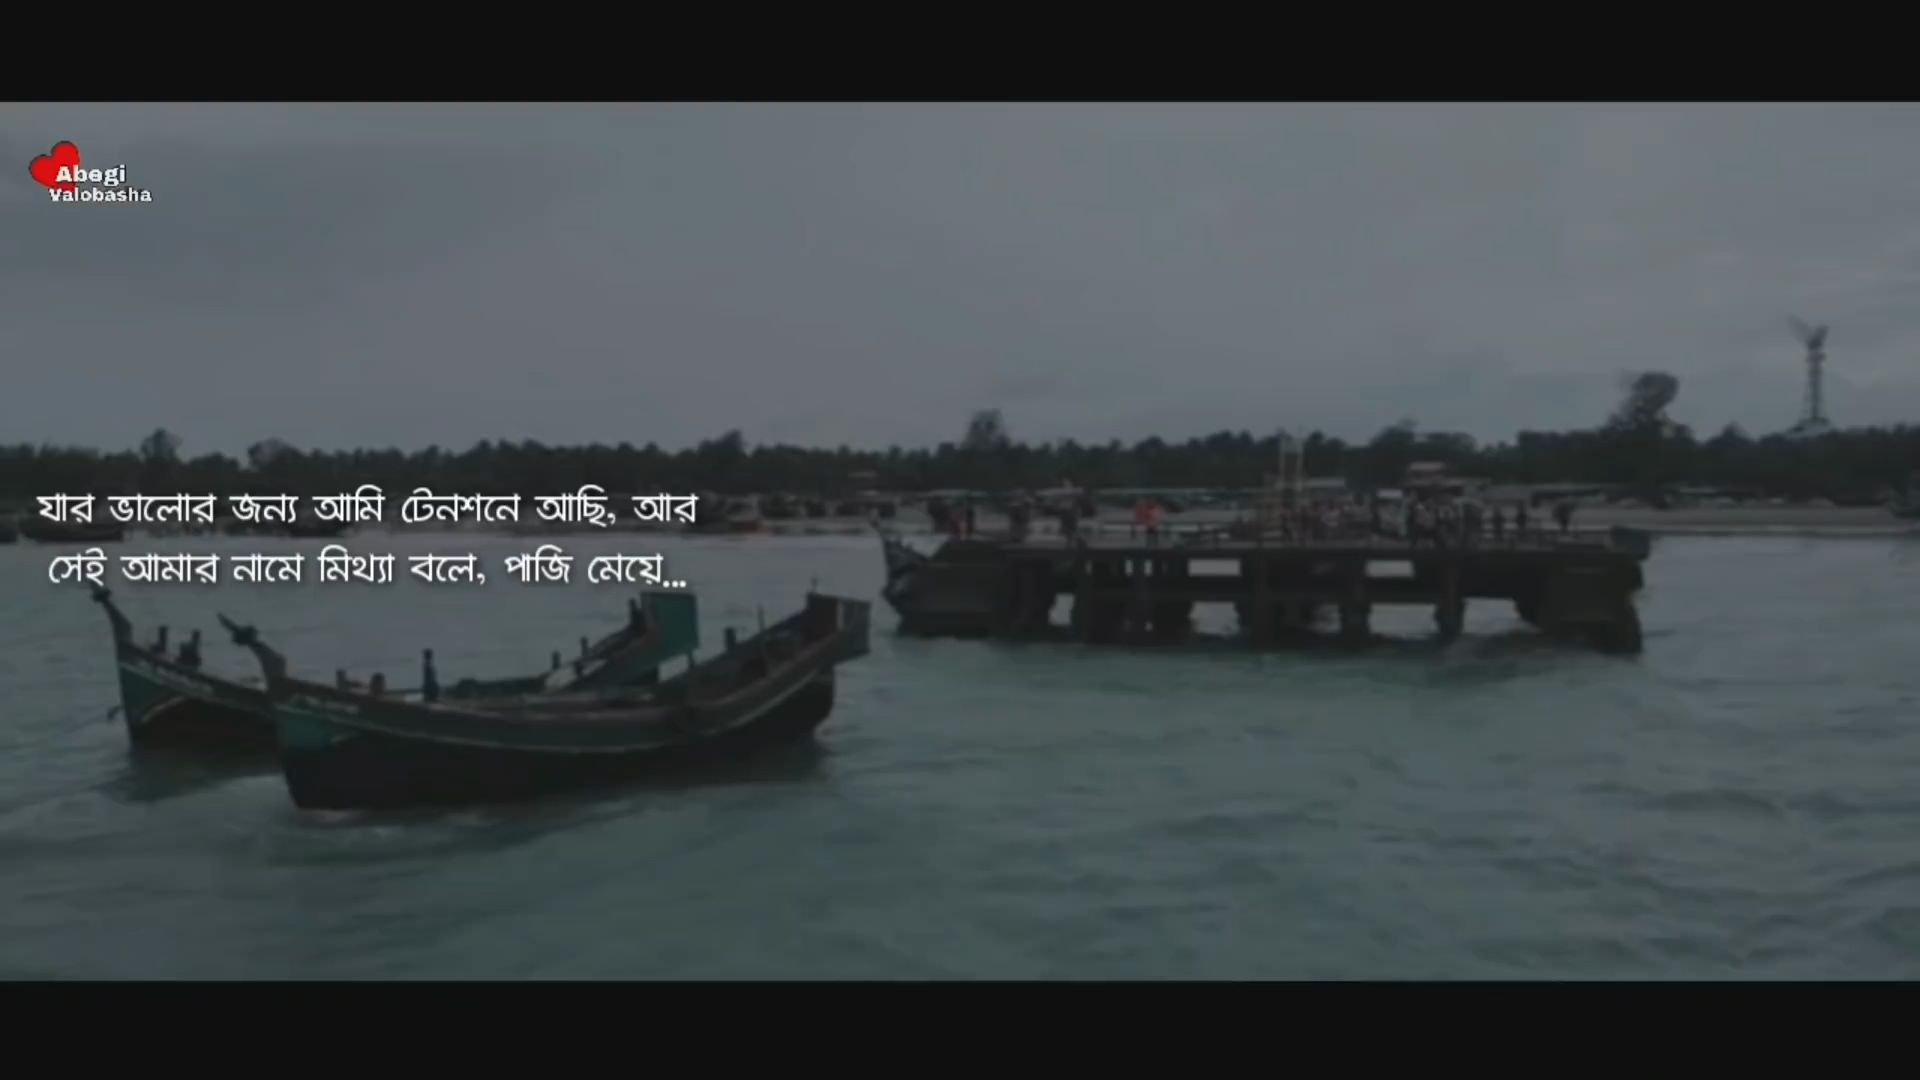 Abegi
Valobasha
যার ভালোর জন্য আমি টেনশনে আছি, আর
সেই আমার নামে মিথ্যা বলে, পাজি মেয়ে...